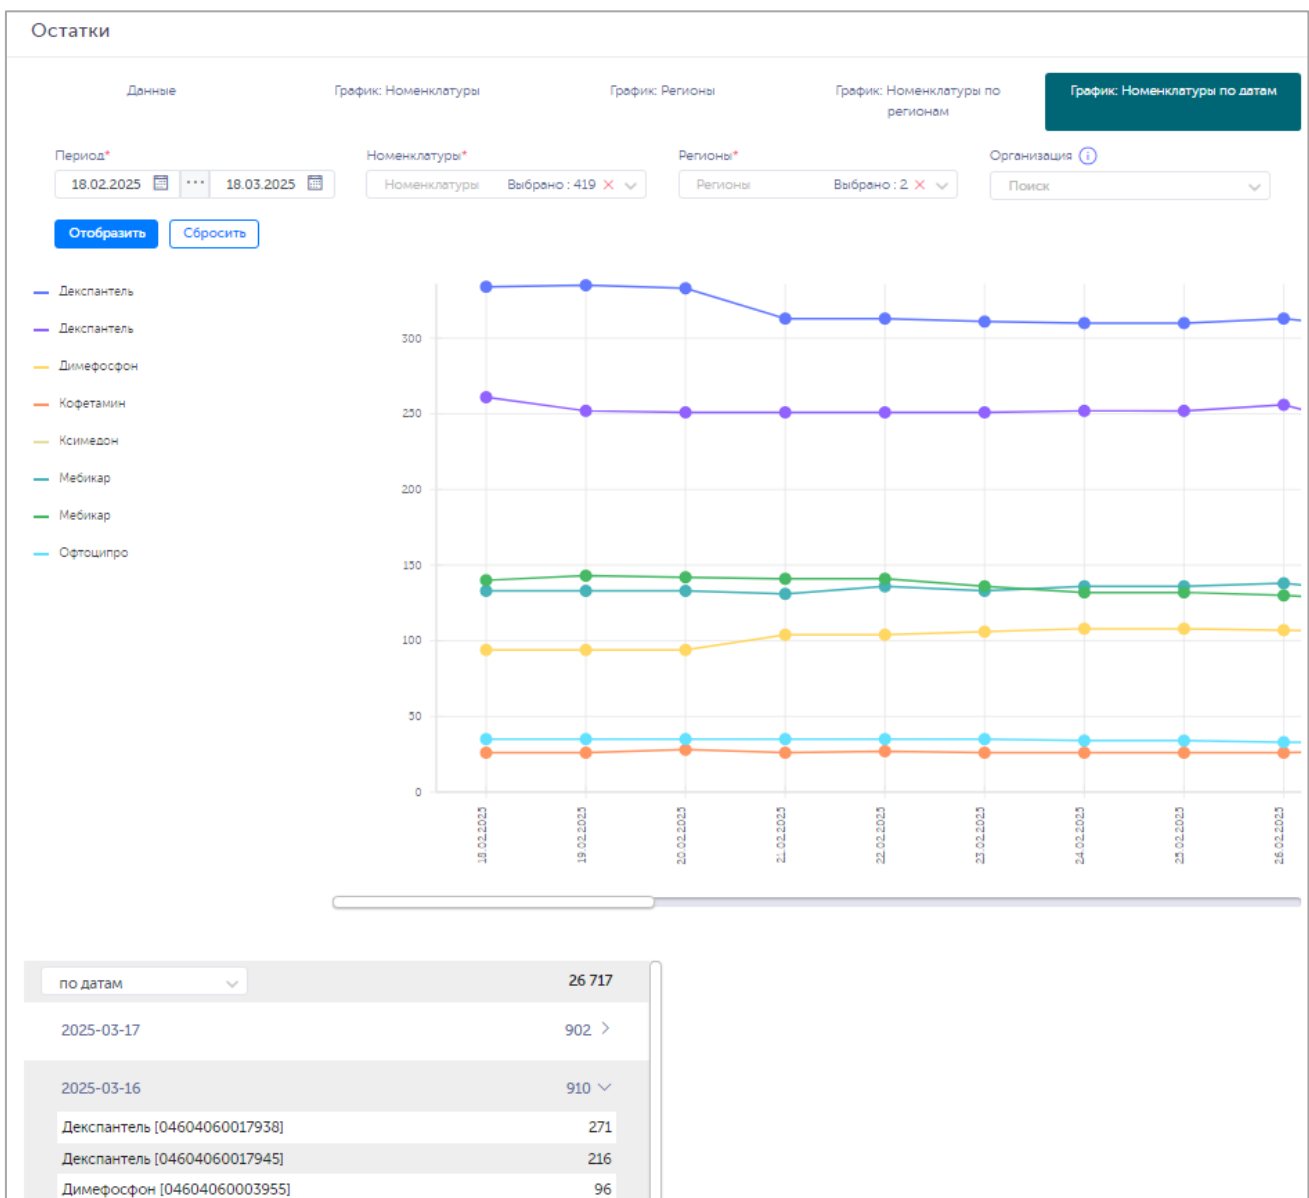 Остатки
Данные
График: Номенклатуры
График: Регионы
График: Номенклатуры по
регионам
График: Номенклатуры по датам
Период*
Номенклатуры*
Регионы*
Организация i
18.02.2025 ... 18.03.2025
Номенклатуры Выбрано : 419
Регионы Выбрано : 2
Поиск
Отобразить
Сбросить
Декспантель
Декспантель
Димефосфон
Кофетамин
Ксимедон
Мебикар
Мебикар
Офтоципро
300
250
200
150
100
50
0
18.02.2025
19.02.2025
20.02.2025
21.02.2025
22.02.2025
23.02.2025
24.02.2025
25.02.2025
26.02.2025
по датам 26 717
2025-03-17 902
2025-03-16 910
Декспантель [04604060017938] 271
Декспантель [04604060017945] 216
Димефосфон [04604060003955] 96